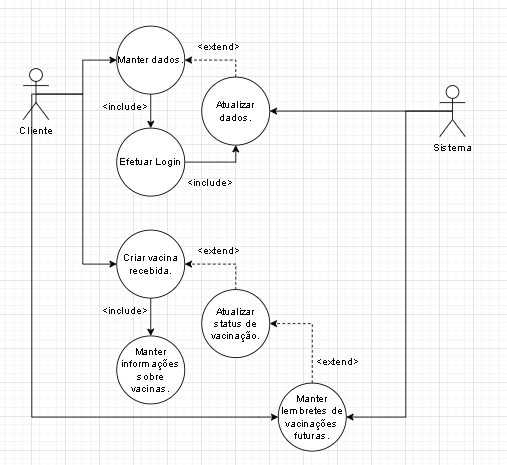 <extend>
Manter dados.
Atualizar
dados.
<include>
Cliente
Sistema
Efetuar Login
<include>
<extend>
Criar vacina
recebida.
<include>
Atualizar
status de
vacinação.
Manter
informações
sobre
vacinas.
<extend>
Manter
lembretes de
vacinações
futuras.